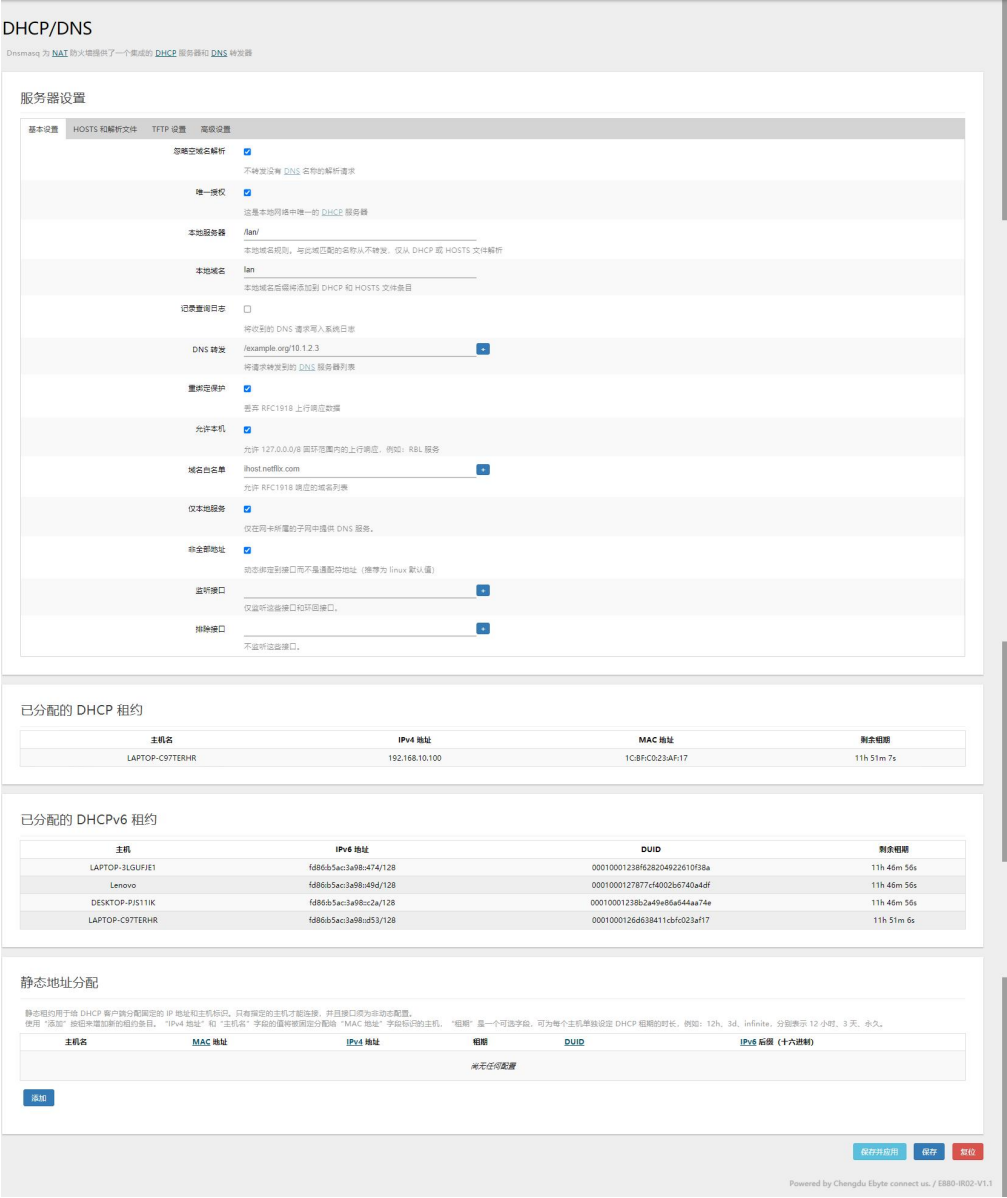 DHCP/DNS
Dnsmasq 为 NAT 防火墙提供了一个集成的 DHCP 服务器和 DNS 转发器
服务器设置
基本设置 HOSTS 和解析文件 TFTP 设置 高级设置
忽略空域名解析
不转发没有 DNS 名称的解析请求
唯一授权
这是本地网络中唯一的 DHCP 服务器
本地服务器 /lan/
本地域名规则。与此域匹配的名称从不转发，仅从 DHCP 或 HOSTS 文件解析
本地域名 lan
本地域名后缀将添加到 DHCP 和 HOSTS 文件条目
记录查询日志
将收到的 DNS 请求写入系统日志
DNS 转发 /example.org/10.1.2.3 +
将请求转发到的 DNS 服务器列表
重绑定保护
丢弃 RFC1918 上行响应数据
允许本机
允许 127.0.0.0/8 回环范围内的上行响应，例如：RBL 服务
域名白名单 ihost.netflix.com +
允许 RFC1918 响应的域名列表
仅本地服务
仅在网卡所属的子网中提供 DNS 服务。
非全部地址
动态绑定到接口而不是通配符地址（推荐为 linux 默认值）
监听接口 +
仅监听这些接口和环回接口。
排除接口 +
不监听这些接口。
已分配的 DHCP 租约
主机名 IPv4 地址 MAC 地址 剩余租期
LAPTOP-C97TERHR 192.168.10.100 1C:BF:C0:23:AF:17 11h 51m 7s
已分配的 DHCPv6 租约
主机 IPv6 地址 DUID 剩余租期
LAPTOP-3LGUFJE1 fd86:b5ac:3a98::474/128 00010001238f628204922610f38a 11h 46m 56s
Lenovo fd86:b5ac:3a98::49d/128 0001000127877cf4002b6740a4df 11h 46m 56s
DESKTOP-PJS11IK fd86:b5ac:3a98::c2a/128 00010001238b2a49e86a644aa74e 11h 46m 56s
LAPTOP-C97TERHR fd86:b5ac:3a98::d53/128 0001000126d638411cbfc023af17 11h 51m 6s
静态地址分配
静态租约用于给 DHCP 客户端分配固定的 IP 地址和主机标识。只有指定的主机才能连接，并且接口须为非动态配置。
使用“添加”按钮来增加新的租约条目。“IPv4 地址”和“主机名”字段的值将被固定分配给“MAC 地址”字段标识的主机，“租期”是一个可选字段，可为每个主机单独设定 DHCP 租期的时长，例如：12h，3d，infinite，分别表示 12 小时，3 天，永久。
主机名 MAC 地址 IPv4 地址 租期 DUID IPv6 后缀（十六进制）
尚无任何配置
添加
保存并应用 保存 复位
Powered by Chengdu Ebyte connect us. / E880-IR02-V1.1